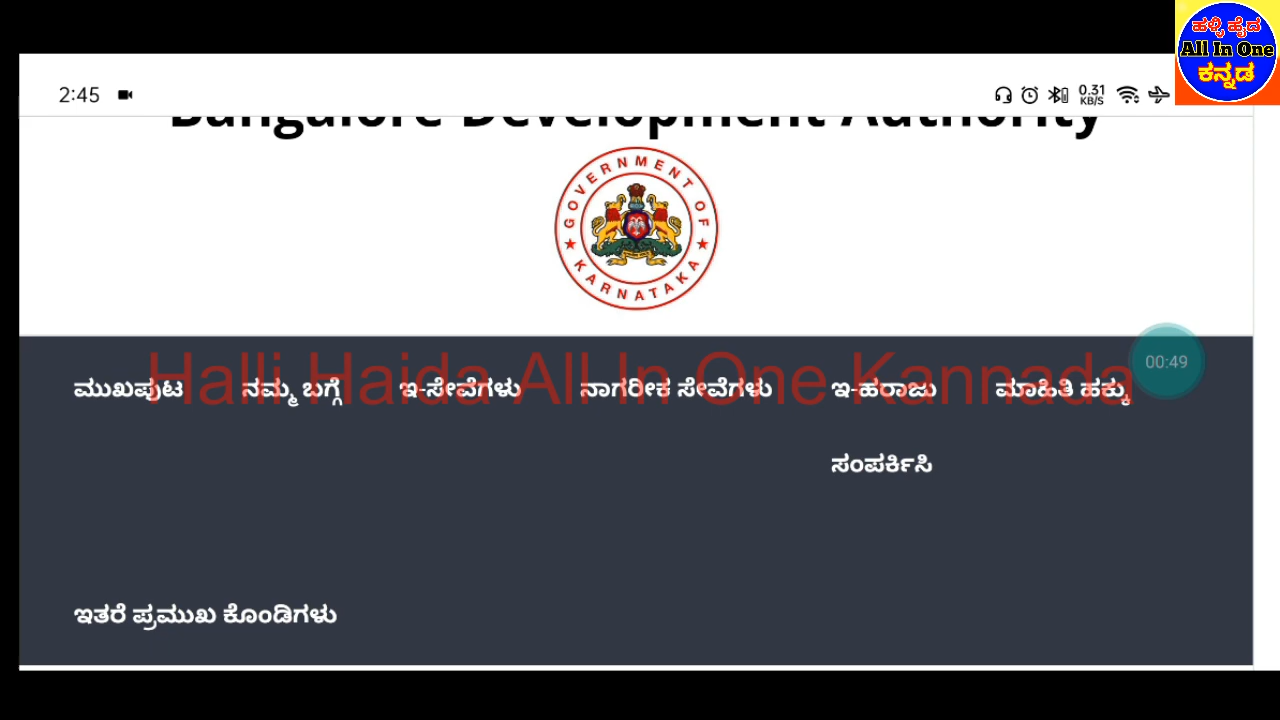 ಹಳ್ಳಿ ಹೈದ
All In One
ಕನ್ನಡ
2:45
0.31
KB/S
Bangalore Development Authority
GOVERNMENT OF
KARNATAKA
00:49
Halli Haida All In One Kannada
ಮುಖಪುಟ ನಮ್ಮ ಬಗ್ಗೆ ಇ-ಸೇವೆಗಳು ನಾಗರೀಕ ಸೇವೆಗಳು ಇ-ಹರಾಜು ಮಾಹಿತಿ ಹಕ್ಕು
ಸಂಪರ್ಕಿಸಿ
ಇತರೆ ಪ್ರಮುಖ ಕೊಂಡಿಗಳು